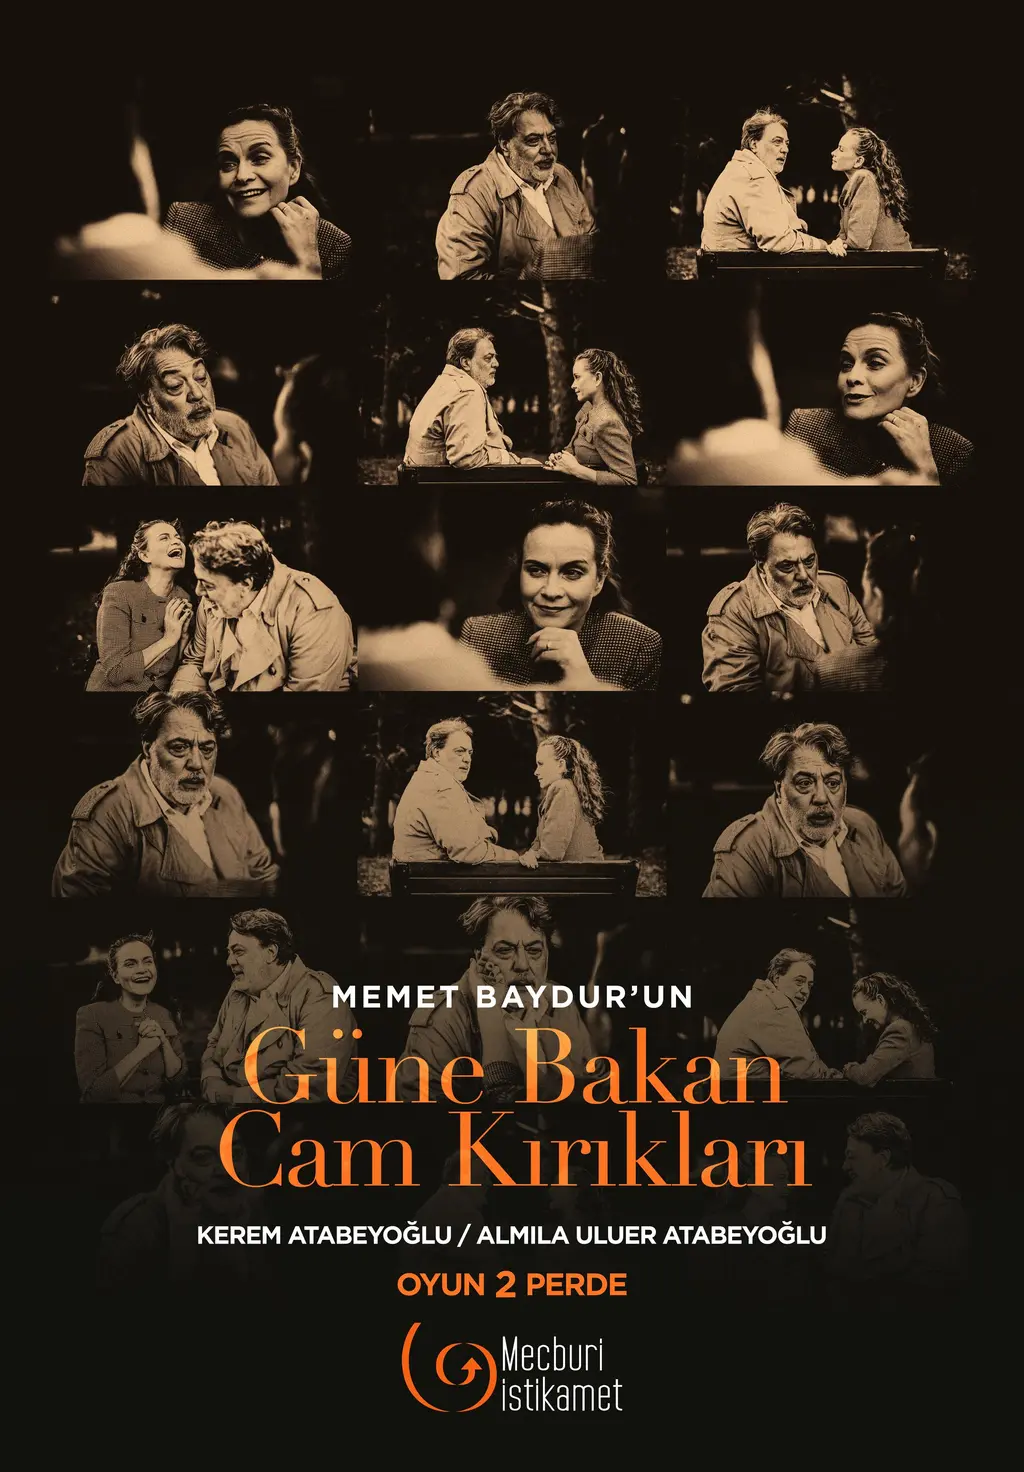 MEMET BAYDUR’UN
Güne Bakan
Cam Kırıkları
KEREM ATABEYOĞLU / ALMILA ULUER ATABEYOĞLU
OYUN 2 PERDE
Mecburi
istikamet